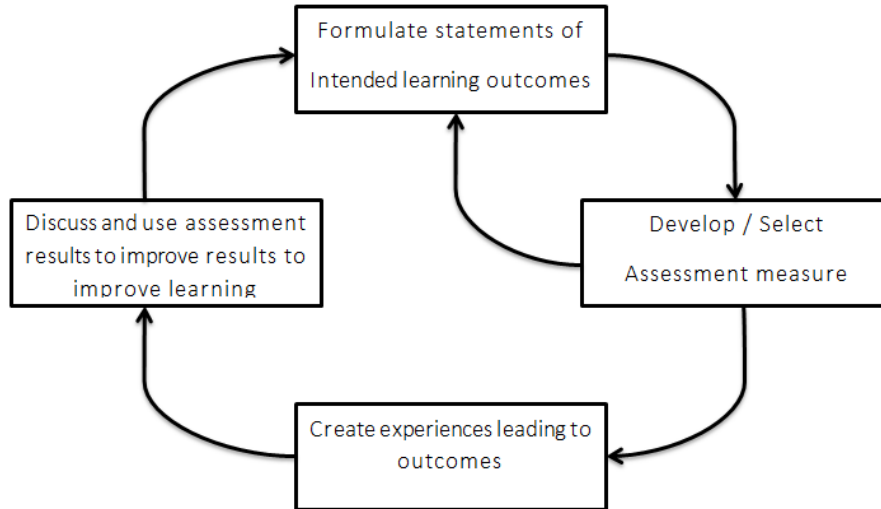 Formulate statements of
Intended learning outcomes
Discuss and use assessment
results to improve results to
improve learning
Develop / Select
Assessment measure
Create experiences leading to
outcomes